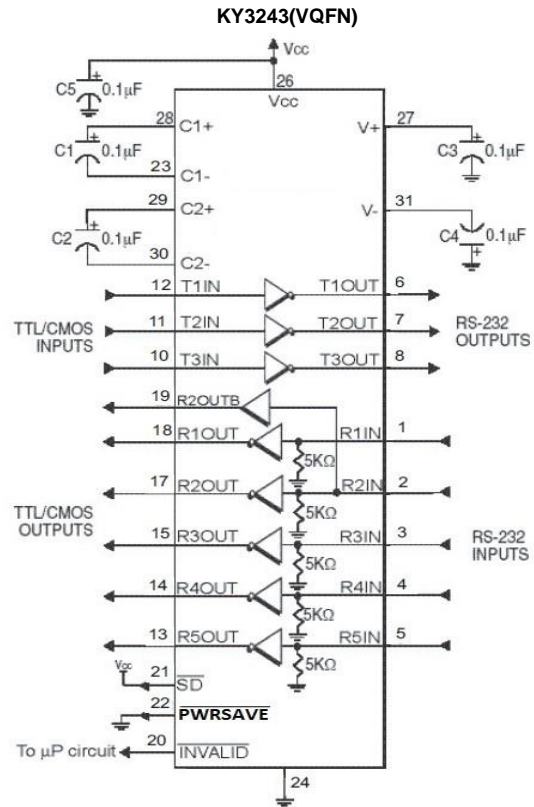 KY3243(VQFN)
Vcc
26
Vcc
C5 + 0.1µF
28 C1+
C1 + 0.1µF
23 C1-
29 C2+
C2 + 0.1µF
30 C2-
V+ 27
+ C3 0.1µF
V- 31
C4 0.1µF +
TTL/CMOS
INPUTS
12 T1IN T1OUT 6
11 T2IN T2OUT 7
10 T3IN T3OUT 8
RS-232
OUTPUTS
19 R2OUTB
18 R1OUT R1IN 1
5KΩ
17 R2OUT R2IN 2
5KΩ
TTL/CMOS
OUTPUTS
15 R3OUT R3IN 3
5KΩ
RS-232
INPUTS
14 R4OUT R4IN 4
5KΩ
13 R5OUT R5IN 5
5KΩ
Vcc 21 SD
22 PWRSAVE
To µP circuit 20 INVALID
24